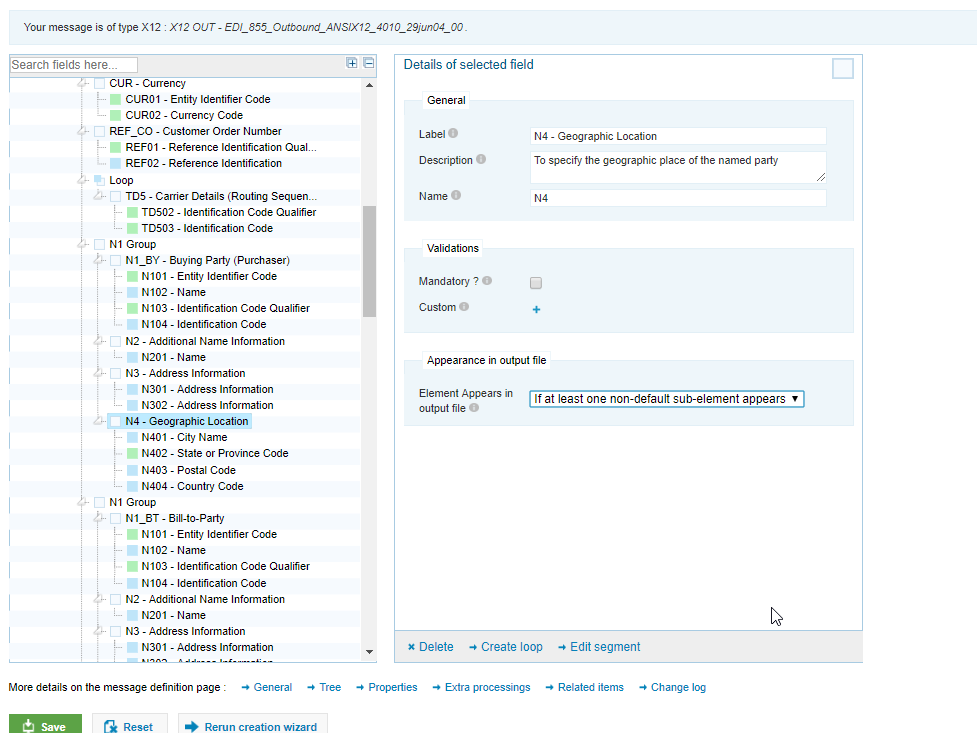 Your message is of type X12 : X12 OUT - EDI_855_Outbound_ANSIX12_4010_29jun04_00 .
Search fields here...
CUR - Currency
CUR01 - Entity Identifier Code
CUR02 - Currency Code
REF_CO - Customer Order Number
REF01 - Reference Identification Qual...
REF02 - Reference Identification
Loop
TD5 - Carrier Details (Routing Sequen...
TD502 - Identification Code Qualifier
TD503 - Identification Code
N1 Group
N1_BY - Buying Party (Purchaser)
N101 - Entity Identifier Code
N102 - Name
N103 - Identification Code Qualifier
N104 - Identification Code
N2 - Additional Name Information
N201 - Name
N3 - Address Information
N301 - Address Information
N302 - Address Information
N4 - Geographic Location
N401 - City Name
N402 - State or Province Code
N403 - Postal Code
N404 - Country Code
N1 Group
N1_BT - Bill-to-Party
N101 - Entity Identifier Code
N102 - Name
N103 - Identification Code Qualifier
N104 - Identification Code
N2 - Additional Name Information
N201 - Name
N3 - Address Information
N301 - Address Information
N302 - Address Information
Details of selected field
General
Label
N4 - Geographic Location
Description
To specify the geographic place of the named party
Name
N4
Validations
Mandatory ?
Custom
Appearance in output file
Element Appears in output file
If at least one non-default sub-element appears
Delete
Create loop
Edit segment
More details on the message definition page : General Tree Properties Extra processings Related items Change log
Save
Reset
Rerun creation wizard